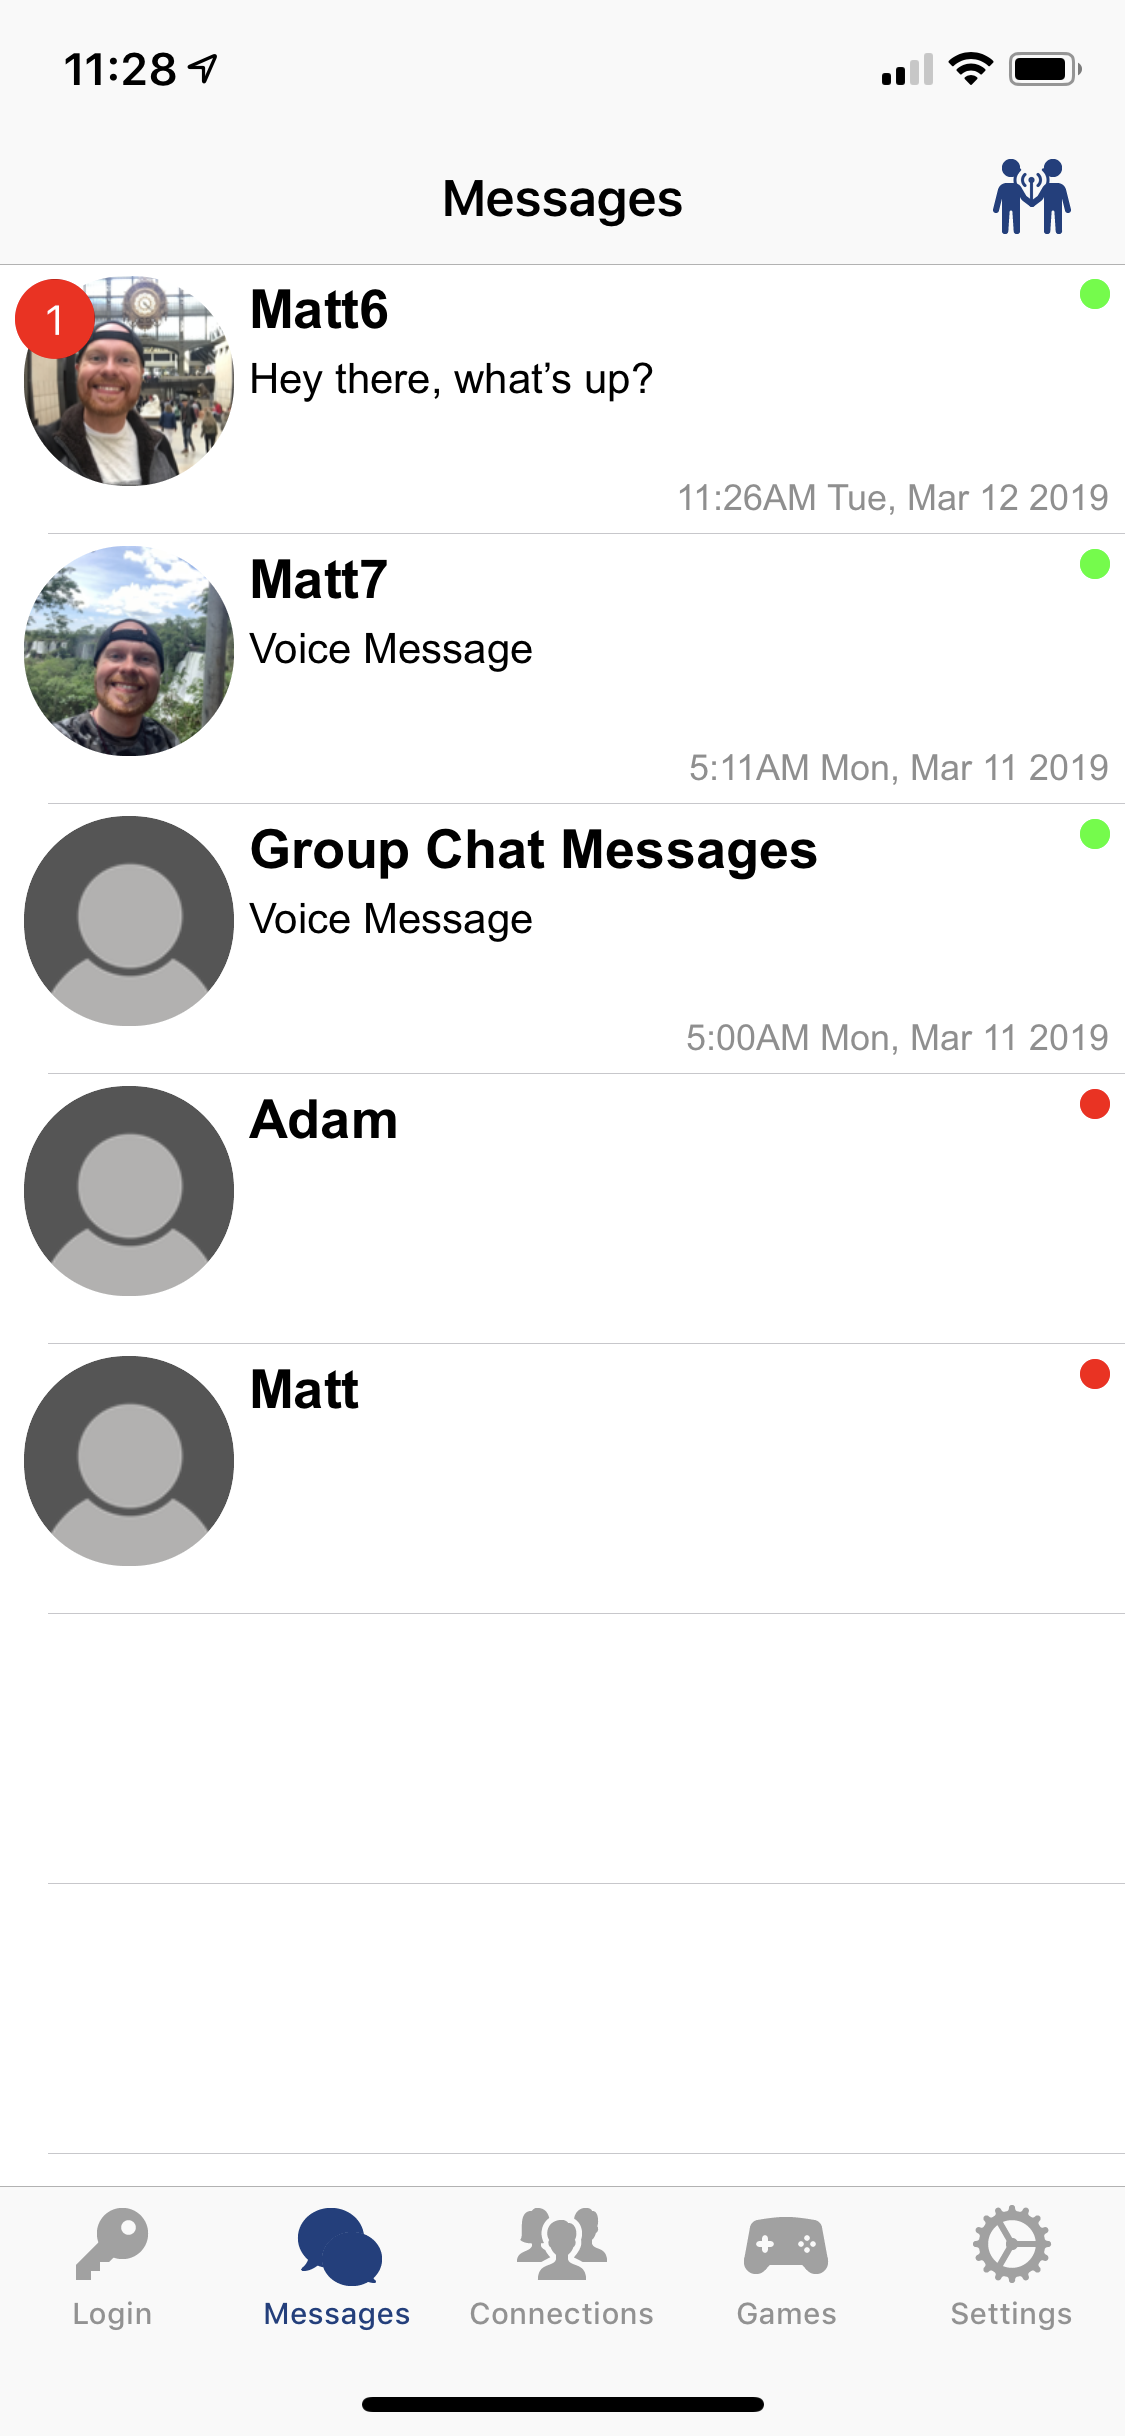 11:28
Messages
1
Matt6
Hey there, what’s up?
11:26AM Tue, Mar 12 2019
Matt7
Voice Message
5:11AM Mon, Mar 11 2019
Group Chat Messages
Voice Message
5:00AM Mon, Mar 11 2019
Adam
Matt
Login Messages Connections Games Settings